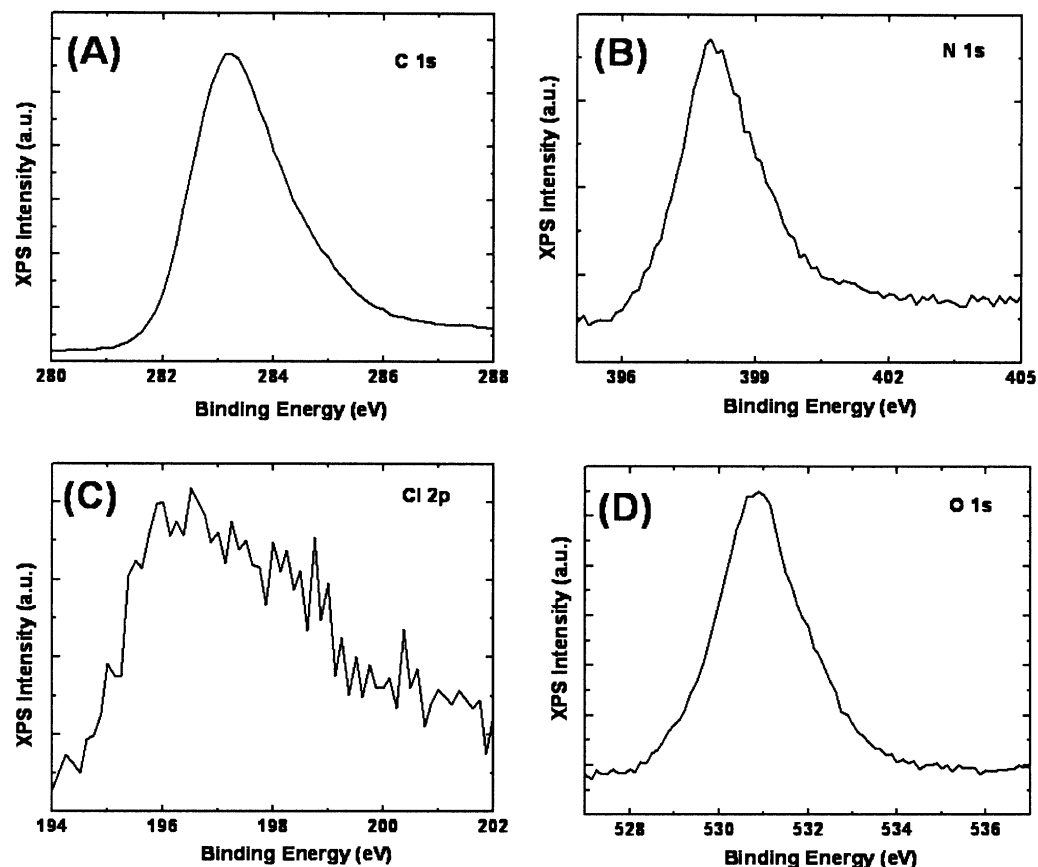 (A)
C 1s
XPS Intensity (a.u.)
280 282 284 286 288
Binding Energy (eV)
(B)
N 1s
XPS Intensity (a.u.)
396 399 402 405
Binding Energy (eV)
(C)
Cl 2p
XPS Intensity (a.u.)
194 196 198 200 202
Binding Energy (eV)
(D)
O 1s
XPS Intensity (a.u.)
528 530 532 534 536
Binding Energy (eV)